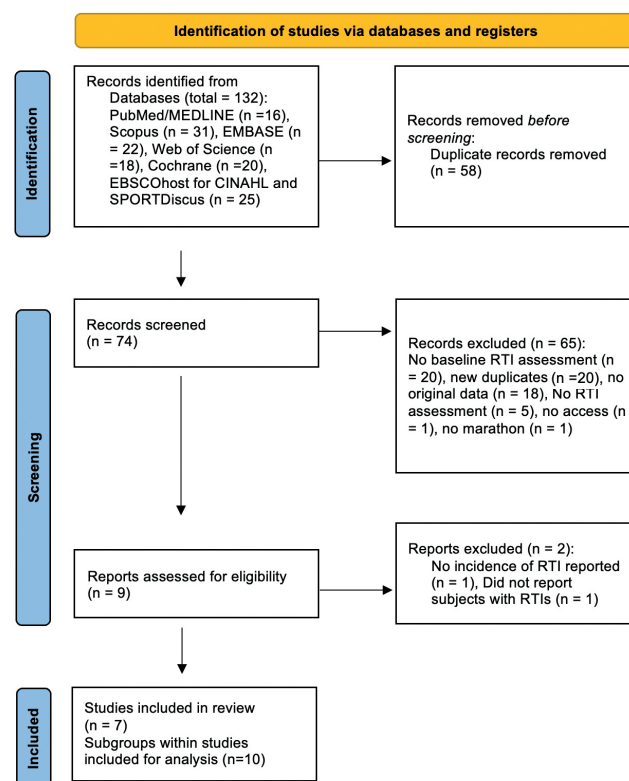 Identification of studies via databases and registers
Identification
Records identified from
Databases (total = 132):
PubMed/MEDLINE (n =16),
Scopus (n = 31), EMBASE (n
= 22), Web of Science (n
=18), Cochrane (n =20),
EBSCOhost for CINAHL and
SPORTDiscus (n = 25)
Records removed before
screening:
Duplicate records removed
(n = 58)
Screening
Records screened
(n = 74)
Records excluded (n = 65):
No baseline RTI assessment (n
= 20), new duplicates (n =20), no
original data (n = 18), No RTI
assessment (n = 5), no access (n
= 1), no marathon (n = 1)
Reports assessed for eligibility
(n = 9)
Reports excluded (n = 2):
No incidence of RTI reported
(n = 1), Did not report
subjects with RTIs (n = 1)
Included
Studies included in review
(n = 7)
Subgroups within studies
included for analysis (n=10)